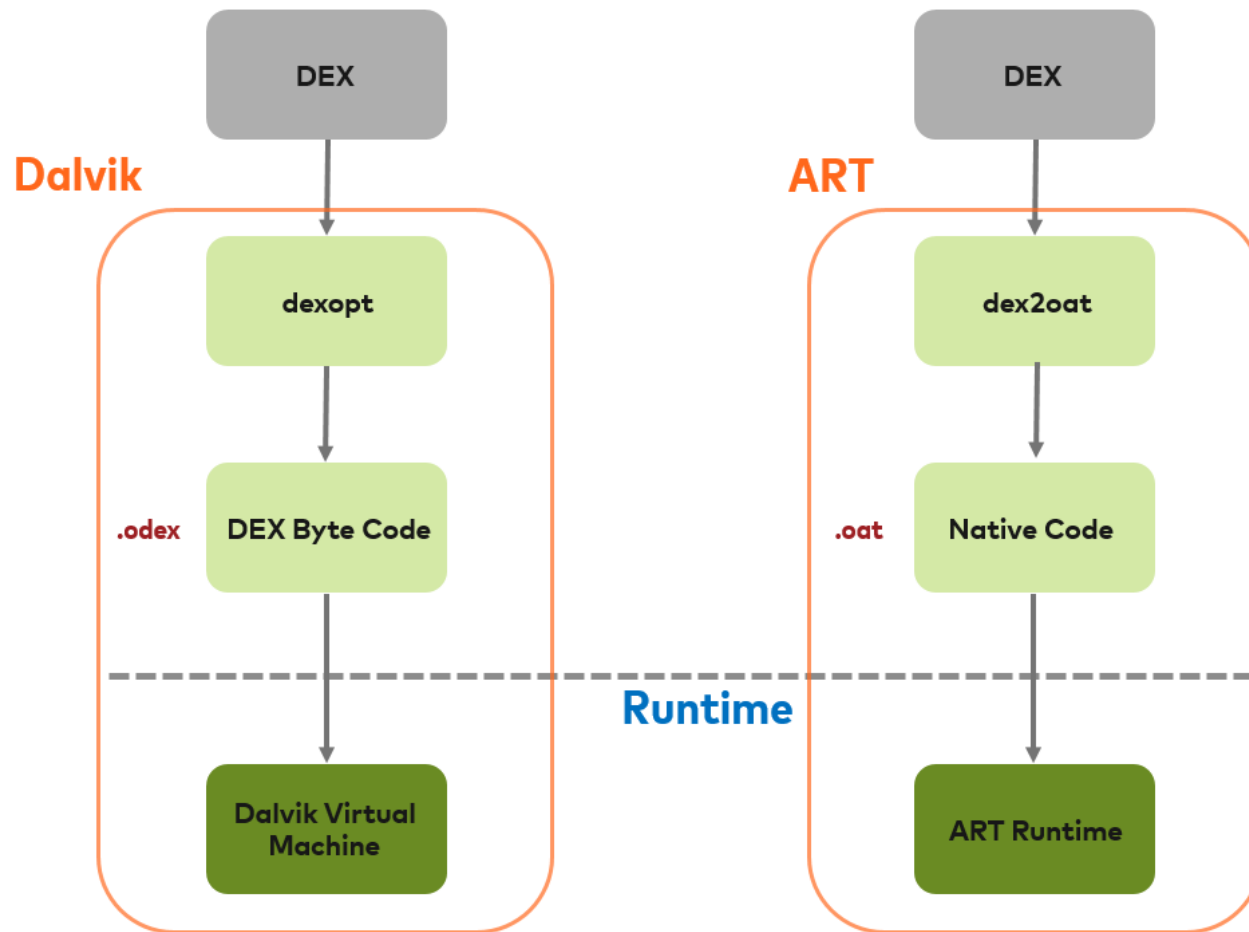 DEX
DEX
Dalvik
ART
dexopt
dex2oat
.odex
DEX Byte Code
.oat
Native Code
Runtime
Dalvik Virtual
Machine
ART Runtime